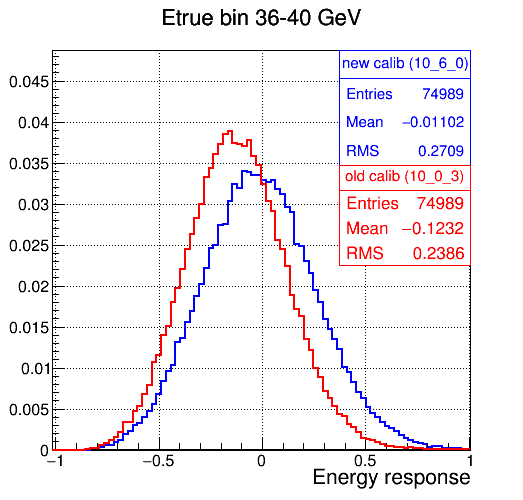 Etrue bin 36-40 GeV
new calib (10_6_0)
Entries 74989
Mean −0.01102
RMS 0.2709
old calib (10_0_3)
Entries 74989
Mean −0.1232
RMS 0.2386
0.045
0.04
0.035
0.03
0.025
0.02
0.015
0.01
0.005
0
−1 −0.5 0 0.5 1
Energy response